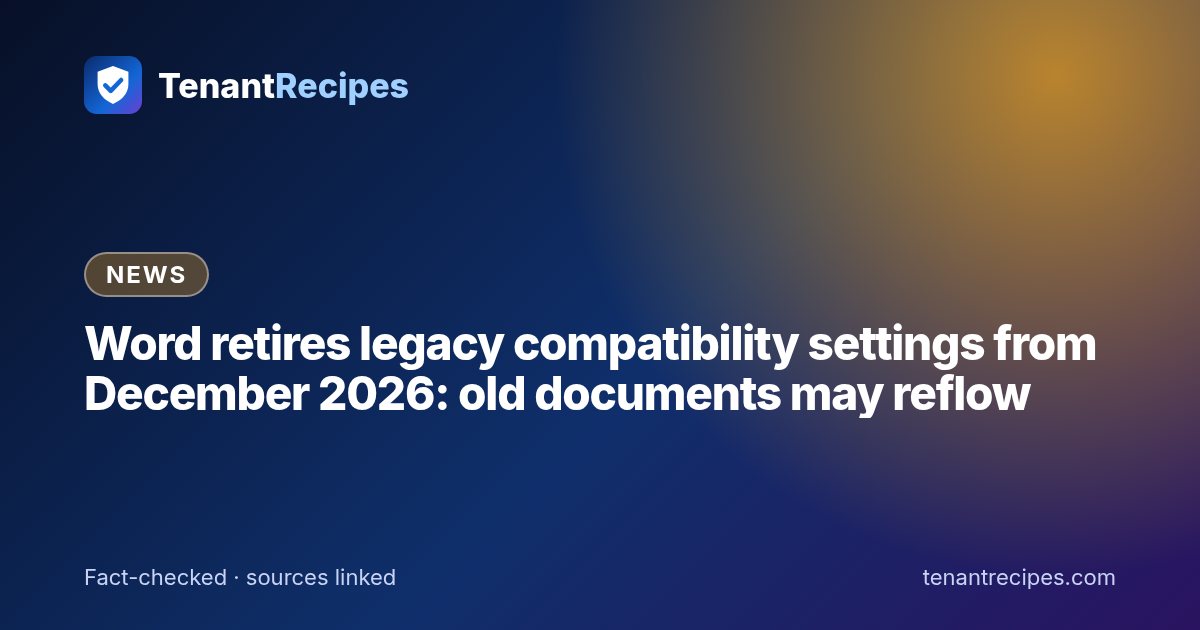 TenantRecipes
NEWS
Word retires legacy compatibility settings from
December 2026: old documents may reflow
Fact-checked · sources linked
tenantrecipes.com